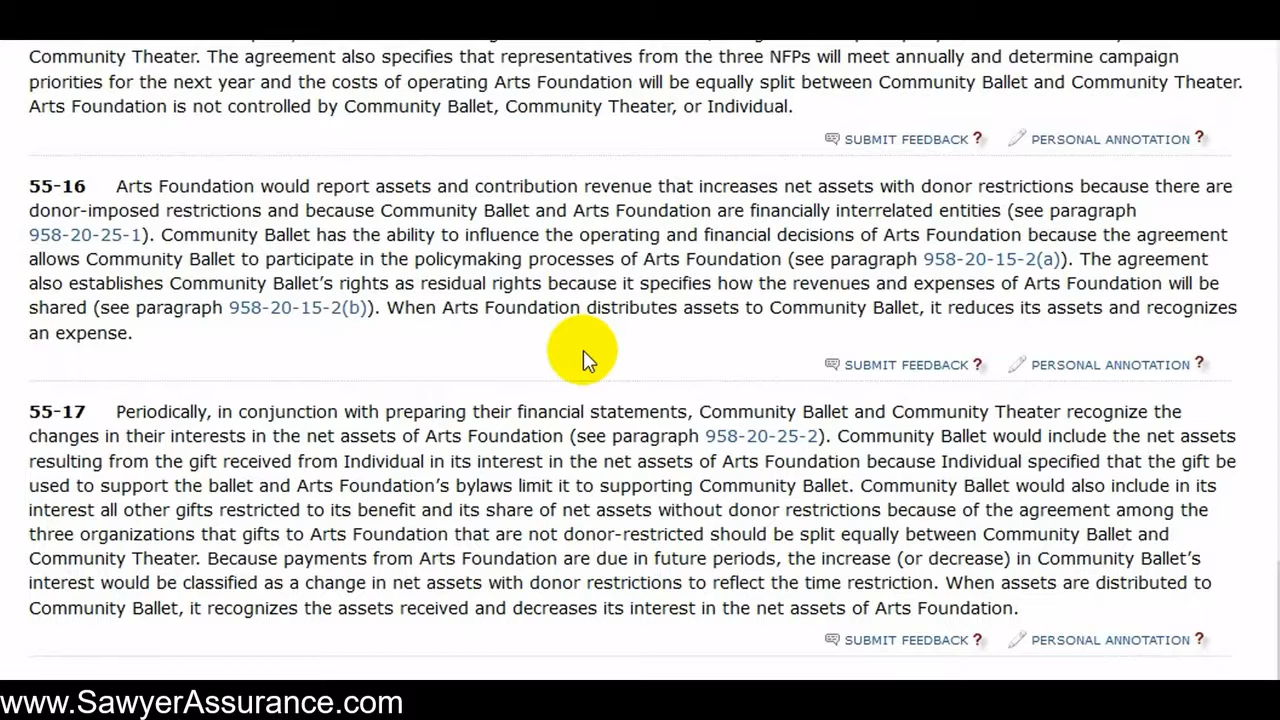 Community Theater. The agreement also specifies that representatives from the three NFPs will meet annually and determine campaign
priorities for the next year and the costs of operating Arts Foundation will be equally split between Community Ballet and Community Theater.
Arts Foundation is not controlled by Community Ballet, Community Theater, or Individual.
SUBMIT FEEDBACK ? PERSONAL ANNOTATION ?
55-16 Arts Foundation would report assets and contribution revenue that increases net assets with donor restrictions because there are
donor-imposed restrictions and because Community Ballet and Arts Foundation are financially interrelated entities (see paragraph
958-20-25-1). Community Ballet has the ability to influence the operating and financial decisions of Arts Foundation because the agreement
allows Community Ballet to participate in the policymaking processes of Arts Foundation (see paragraph 958-20-15-2(a)). The agreement
also establishes Community Ballet's rights as residual rights because it specifies how the revenues and expenses of Arts Foundation will be
shared (see paragraph 958-20-15-2(b)). When Arts Foundation distributes assets to Community Ballet, it reduces its assets and recognizes
an expense.
SUBMIT FEEDBACK ? PERSONAL ANNOTATION ?
55-17 Periodically, in conjunction with preparing their financial statements, Community Ballet and Community Theater recognize the
changes in their interests in the net assets of Arts Foundation (see paragraph 958-20-25-2). Community Ballet would include the net assets
resulting from the gift received from Individual in its interest in the net assets of Arts Foundation because Individual specified that the gift be
used to support the ballet and Arts Foundation's bylaws limit it to supporting Community Ballet. Community Ballet would also include in its
interest all other gifts restricted to its benefit and its share of net assets without donor restrictions because of the agreement among the
three organizations that gifts to Arts Foundation that are not donor-restricted should be split equally between Community Ballet and
Community Theater. Because payments from Arts Foundation are due in future periods, the increase (or decrease) in Community Ballet's
interest would be classified as a change in net assets with donor restrictions to reflect the time restriction. When assets are distributed to
Community Ballet, it recognizes the assets received and decreases its interest in the net assets of Arts Foundation.
SUBMIT FEEDBACK ? PERSONAL ANNOTATION ?
www.SawyerAssurance.com